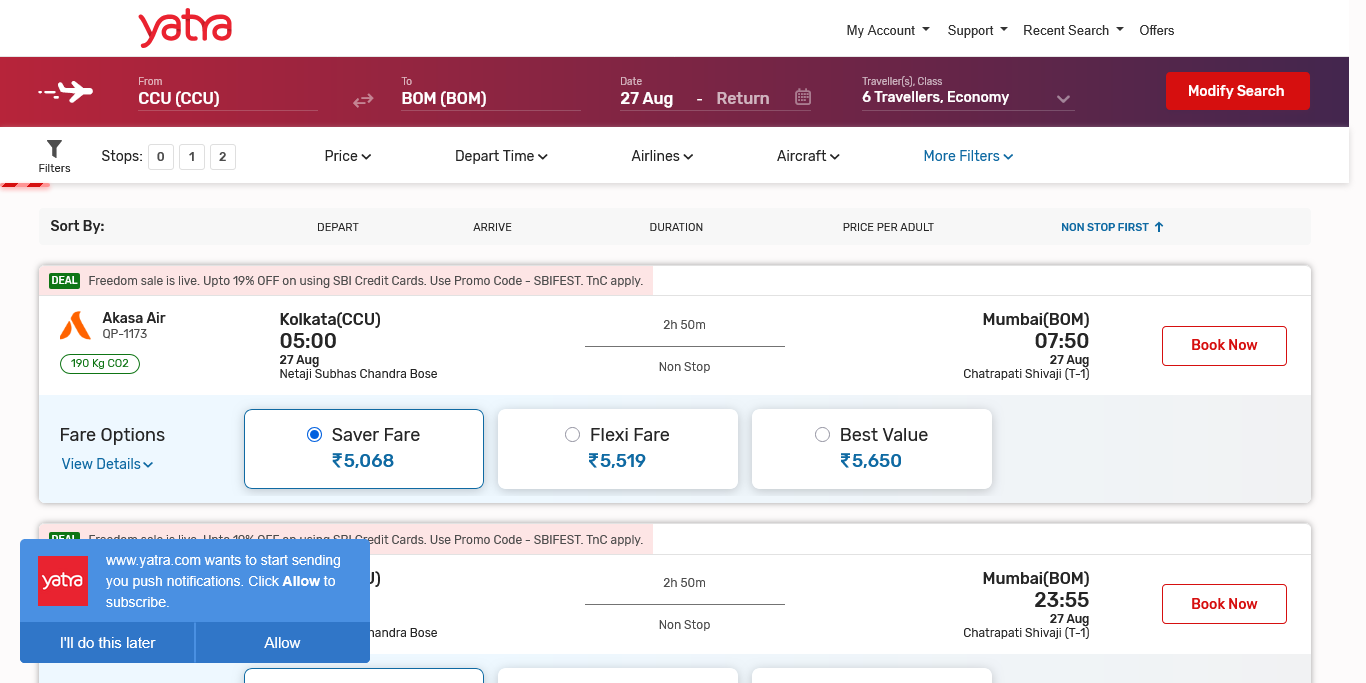 yatra
My Account
Support
Recent Search
Offers
From
CCU (CCU)
To
BOM (BOM)
Date
27 Aug - Return
Traveller(s), Class
6 Travellers, Economy
Modify Search
Filters
Stops: 0 1 2
Price
Depart Time
Airlines
Aircraft
More Filters
Sort By:
DEPART
ARRIVE
DURATION
PRICE PER ADULT
NON STOP FIRST
DEAL Freedom sale is live. Upto 19% OFF on using SBI Credit Cards. Use Promo Code - SBIFEST. TnC apply.
Akasa Air
QP-1173
190 Kg CO2
Kolkata(CCU)
05:00
27 Aug
Netaji Subhas Chandra Bose
2h 50m
Non Stop
Mumbai(BOM)
07:50
27 Aug
Chatrapati Shivaji (T-1)
Book Now
Fare Options
View Details
Saver Fare
₹5,068
Flexi Fare
₹5,519
Best Value
₹5,650
DEAL Freedom sale is live. Upto 19% OFF on using SBI Credit Cards. Use Promo Code - SBIFEST. TnC apply.
2h 50m
Non Stop
Mumbai(BOM)
23:55
27 Aug
Chatrapati Shivaji (T-1)
Book Now
Bose
yatra
www.yatra.com wants to start sending
you push notifications. Click Allow to
subscribe.
I'll do this later
Allow